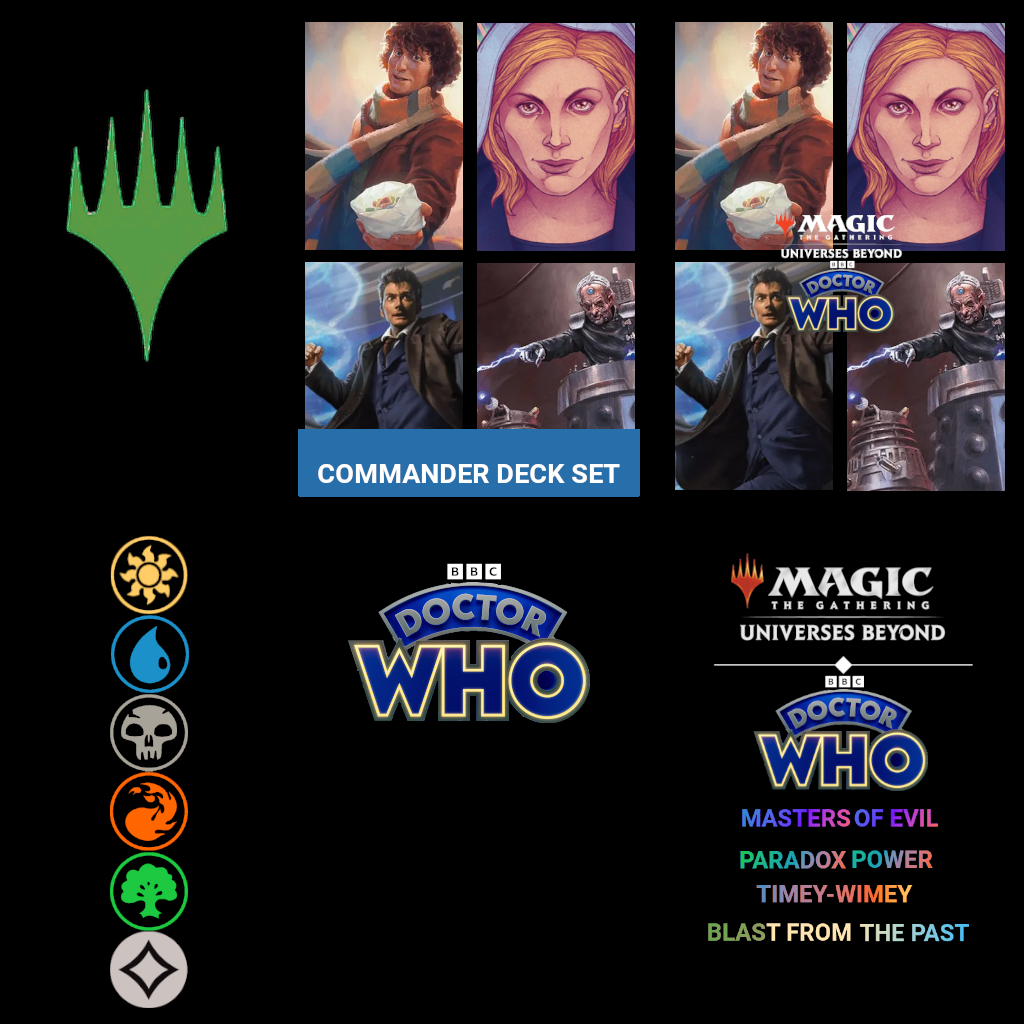 MAGIC
THE GATHERING
UNIVERSES BEYOND
BBC
DOCTOR
WHO
COMMANDER DECK SET
BBC
DOCTOR
WHO
MAGIC
THE GATHERING
UNIVERSES BEYOND
BBC
DOCTOR
WHO
MASTERS OF EVIL
PARADOX POWER
TIMEY-WIMEY
BLAST FROM THE PAST